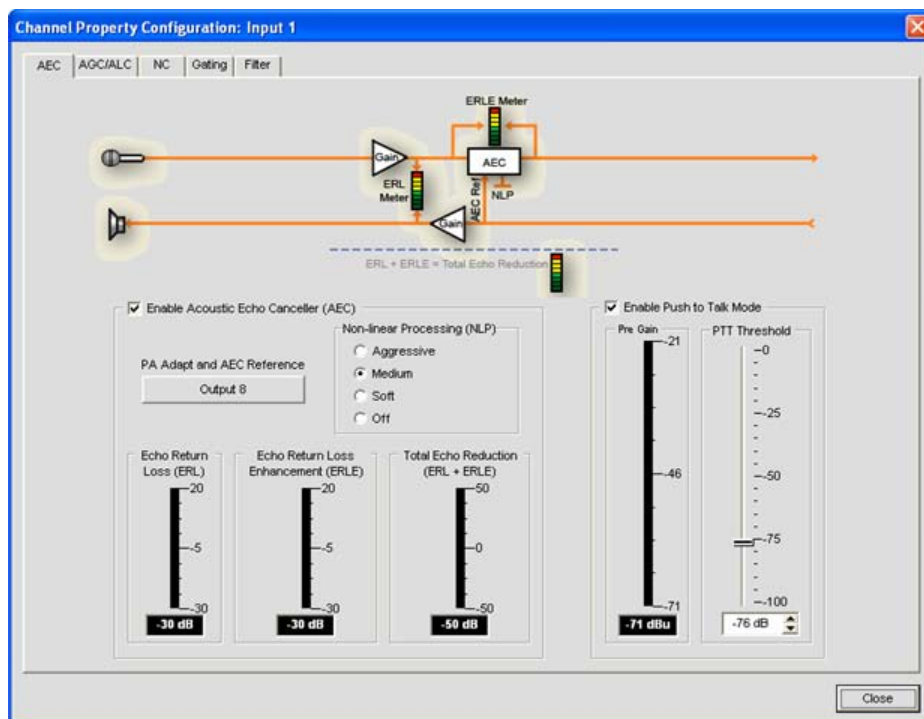 Channel Property Configuration: Input 1
AEC AGC/ALC NC Gating Filter
ERLE Meter
Gain
AEC
ERL
Meter
NLP
Gain
AEC Ref
ERL + ERLE = Total Echo Reduction
Enable Acoustic Echo Canceller (AEC)
Non-linear Processing (NLP)
Aggressive
Medium
Soft
Off
PA Adapt and AEC Reference
Output 8
Echo Return
Loss (ERL)
20
-5
-30
-30 dB
Echo Return Loss
Enhancement (ERLE)
20
-5
-30
-30 dB
Total Echo Reduction
(ERL + ERLE)
50
0
-50
-50 dB
Enable Push to Talk Mode
Pre Gain
-21
-46
-71
-71 dBu
PTT Threshold
0
-25
-50
-75
-100
-76 dB
Close